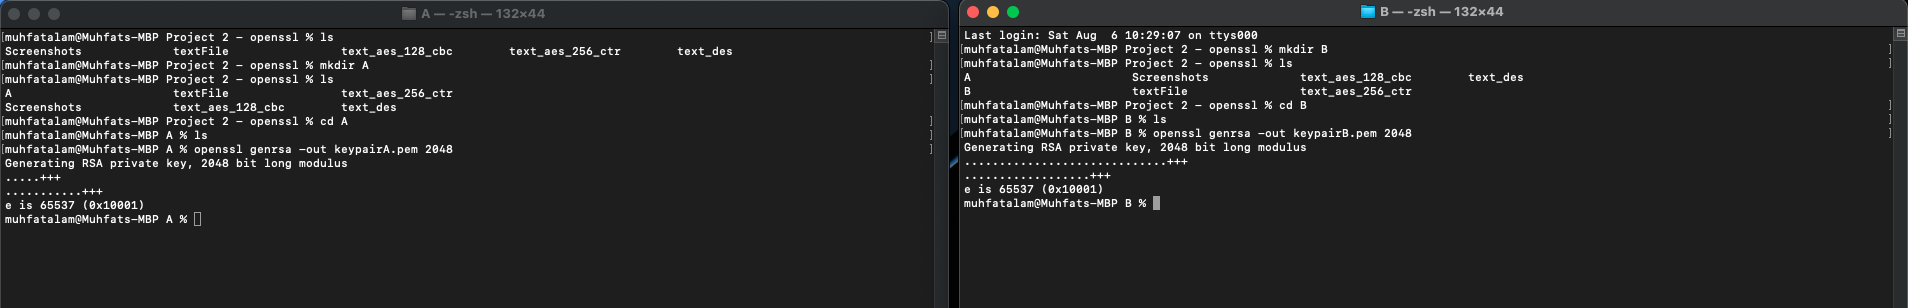 A — -zsh — 132×44
muhfatalam@Muhfats-MBP Project 2 - openssl % ls
Screenshots textFile text_aes_128_cbc text_aes_256_ctr text_des
muhfatalam@Muhfats-MBP Project 2 - openssl % mkdir A
muhfatalam@Muhfats-MBP Project 2 - openssl % ls
A textFile text_aes_256_ctr
Screenshots text_aes_128_cbc text_des
muhfatalam@Muhfats-MBP Project 2 - openssl % cd A
muhfatalam@Muhfats-MBP A % ls
muhfatalam@Muhfats-MBP A % openssl genrsa -out keypairA.pem 2048
Generating RSA private key, 2048 bit long modulus
.....+++
...........+++
e is 65537 (0x10001)
muhfatalam@Muhfats-MBP A %
B — -zsh — 132×44
Last login: Sat Aug  6 10:29:07 on ttys000
muhfatalam@Muhfats-MBP Project 2 - openssl % mkdir B
muhfatalam@Muhfats-MBP Project 2 - openssl % ls
A Screenshots text_aes_128_cbc text_des
B textFile text_aes_256_ctr
muhfatalam@Muhfats-MBP Project 2 - openssl % cd B
muhfatalam@Muhfats-MBP B % ls
muhfatalam@Muhfats-MBP B % openssl genrsa -out keypairB.pem 2048
Generating RSA private key, 2048 bit long modulus
.............................+++
..................+++
e is 65537 (0x10001)
muhfatalam@Muhfats-MBP B %